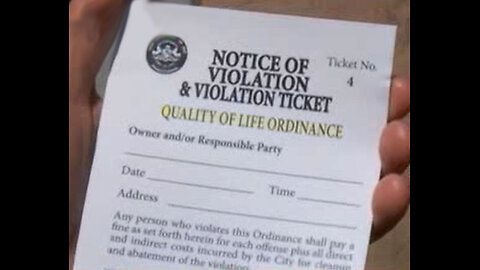 NOTICE OF
VIOLATION
& VIOLATION TICKET
Ticket No.
4
QUALITY OF LIFE ORDINANCE
Owner and/or Responsible Party
Date
Time
Address
Any person who violates this Ordinance shall pay a
fine as set forth herein for each offense plus all direct
and indirect costs incurred by the City for cleanup
and abatement of the violation.